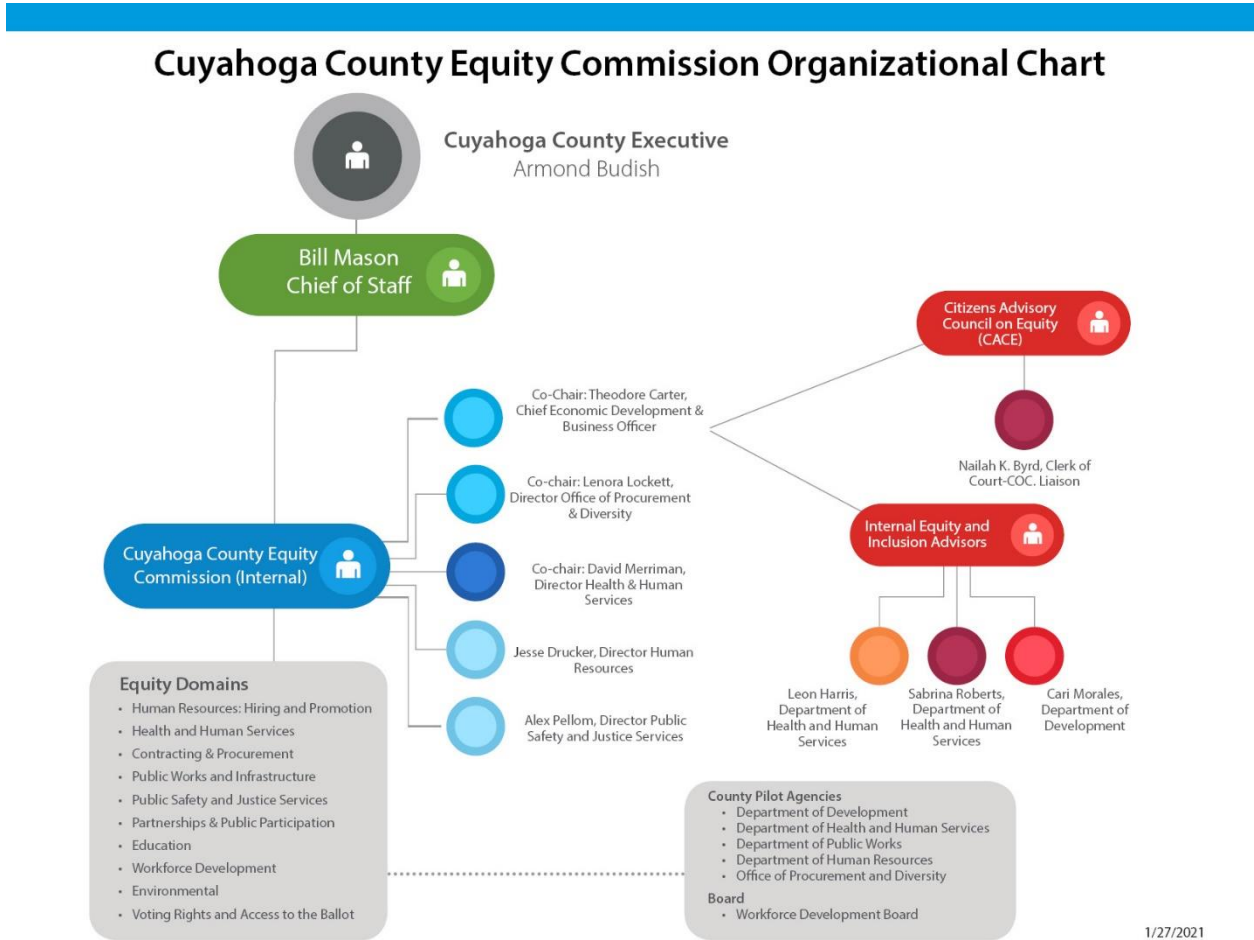 Cuyahoga County Equity Commission Organizational Chart
Cuyahoga County Executive
Armond Budish
Bill Mason
Chief of Staff
Citizens Advisory
Council on Equity
(CACE)
Nailah K. Byrd, Clerk of
Court-COC. Liaison
Co-Chair: Theodore Carter,
Chief Economic Development &
Business Officer
Co-chair: Lenora Lockett,
Director Office of Procurement
& Diversity
Cuyahoga County Equity
Commission (Internal)
Co-chair: David Merriman,
Director Health & Human
Services
Jesse Drucker, Director Human
Resources
Alex Pellom, Director Public
Safety and Justice Services
Internal Equity and
Inclusion Advisors
Leon Harris,
Department of
Health and Human
Services
Sabrina Roberts,
Department of
Health and Human
Services
Cari Morales,
Department of
Development
Equity Domains
• Human Resources: Hiring and Promotion
• Health and Human Services
• Contracting & Procurement
• Public Works and Infrastructure
• Public Safety and Justice Services
• Partnerships & Public Participation
• Education
• Workforce Development
• Environmental
• Voting Rights and Access to the Ballot
County Pilot Agencies
• Department of Development
• Department of Health and Human Services
• Department of Public Works
• Department of Human Resources
• Office of Procurement and Diversity
Board
• Workforce Development Board
1/27/2021